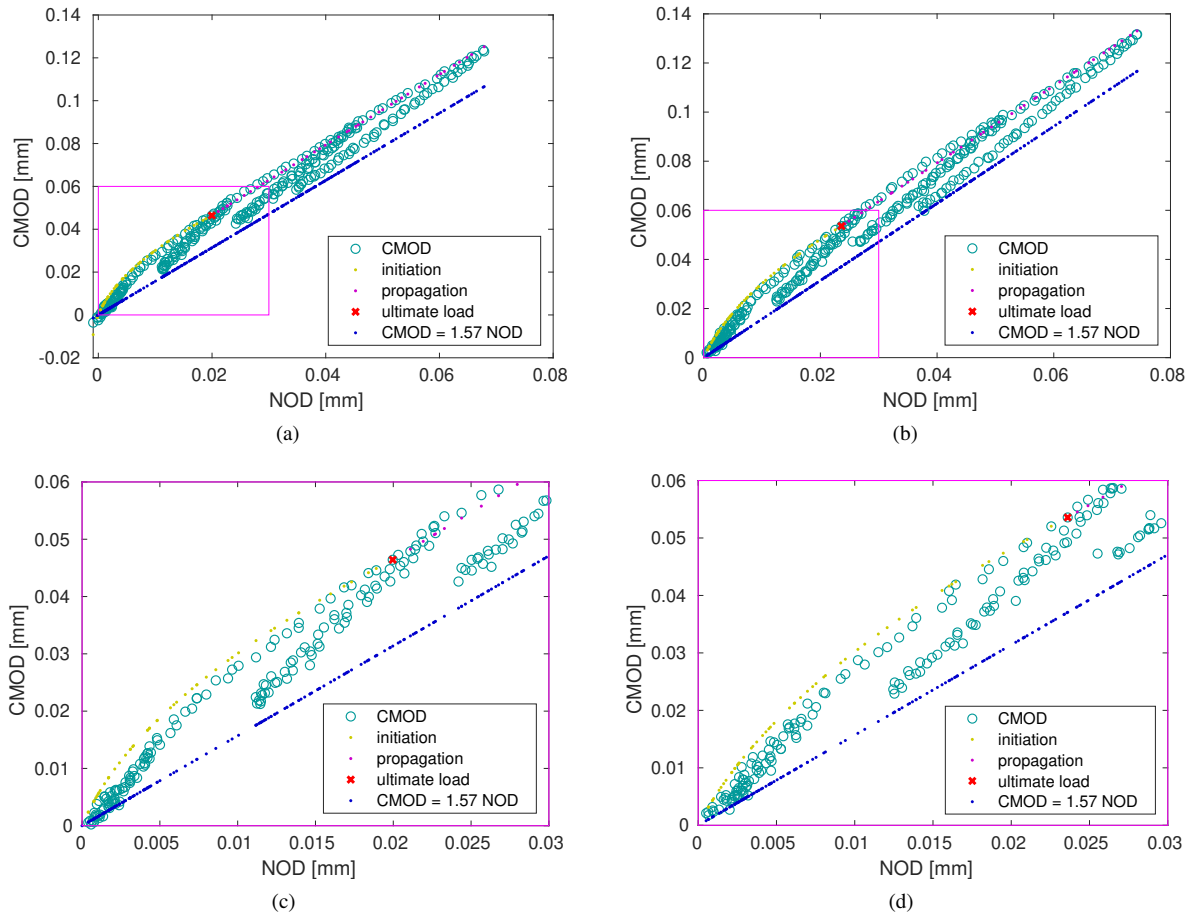 0.14
0.12
0.1
0.08
0.06
0.04
0.02
0
-0.02
CMOD [mm]
0 0.02 0.04 0.06 0.08
NOD [mm]
CMOD
initiation
propagation
ultimate load
CMOD = 1.57 NOD
(a)
0.14
0.12
0.1
0.08
0.06
0.04
0.02
0
CMOD [mm]
0 0.02 0.04 0.06 0.08
NOD [mm]
CMOD
initiation
propagation
ultimate load
CMOD = 1.57 NOD
(b)
0.06
0.05
0.04
0.03
0.02
0.01
0
CMOD [mm]
0 0.005 0.01 0.015 0.02 0.025 0.03
NOD [mm]
CMOD
initiation
propagation
ultimate load
CMOD = 1.57 NOD
(c)
0.06
0.05
0.04
0.03
0.02
0.01
0
CMOD [mm]
0 0.005 0.01 0.015 0.02 0.025 0.03
NOD [mm]
CMOD
initiation
propagation
ultimate load
CMOD = 1.57 NOD
(d)